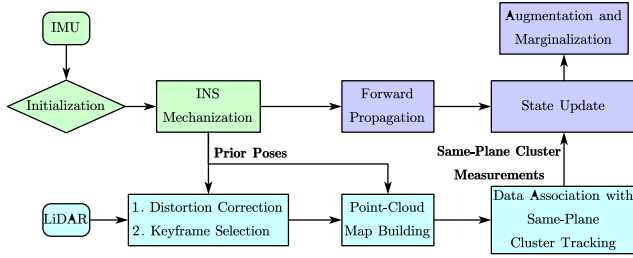 IMU
Augmentation and
Marginalization
Initialization
INS
Mechanization
Forward
Propagation
State Update
Prior Poses
Same-Plane Cluster
Measurements
LiDAR
1. Distortion Correction
2. Keyframe Selection
Point-Cloud
Map Building
Data Association with
Same-Plane
Cluster Tracking